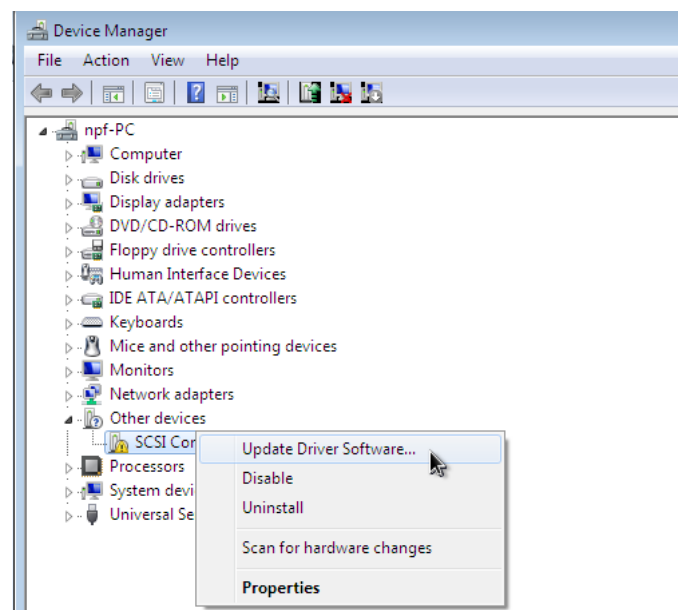 Device Manager
File Action View Help
npf-PC
Computer
Disk drives
Display adapters
DVD/CD-ROM drives
Floppy drive controllers
Human Interface Devices
IDE ATA/ATAPI controllers
Keyboards
Mice and other pointing devices
Monitors
Network adapters
Other devices
SCSI Con
Processors
System devi
Universal Se
Update Driver Software...
Disable
Uninstall
Scan for hardware changes
Properties